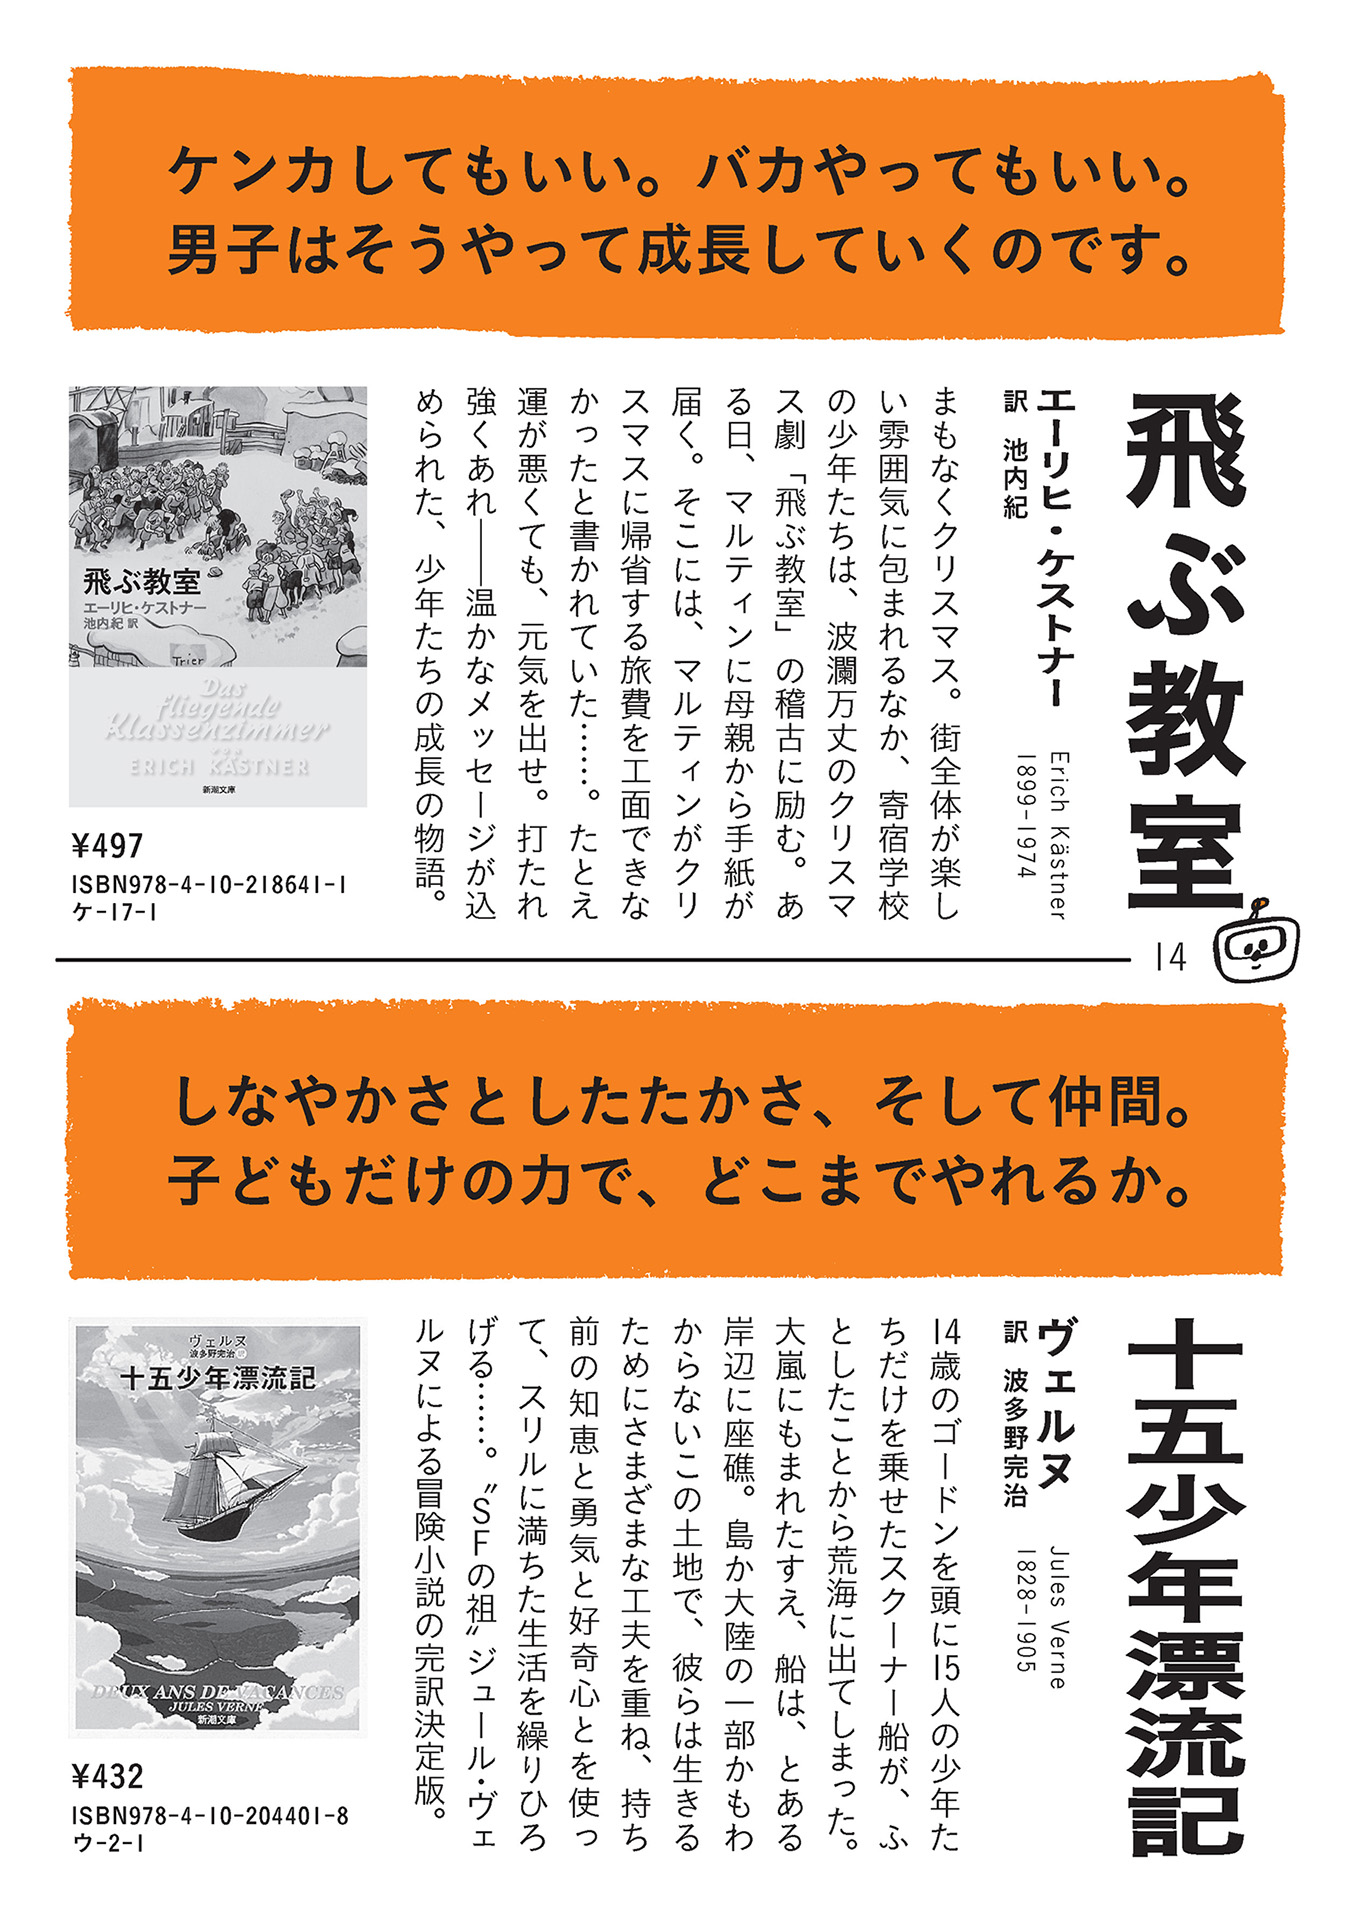 ケンカしてもいい。バカやってもいい。
男子はそうやって成長していくのです。
飛ぶ教室
エーリヒ・ケストナー
訳 池内紀
Erich Kästner
1899-1974
まもなくクリスマス。街全体が楽し
い雰囲気に包まれるなか、寄宿学校
の少年たちは、波瀾万丈のクリスマ
ス劇「飛ぶ教室」の稽古に励む。あ
る日、マルティンに母親から手紙が
届く。そこには、マルティンがクリ
スマスに帰省する旅費を工面できな
かったと書かれていた……。たとえ
運が悪くても、元気を出せ。打たれ
強くあれ――温かなメッセージが込
められた、少年たちの成長の物語。
飛ぶ教室
エーリヒ・ケストナー
池内紀 訳
Trier
Das
fliegende
Klassenzimmer
VON
ERICH KÄSTNER
新潮文庫
¥497
ISBN978-4-10-218641-1
ケ-17-1
14
しなやかさとしたたかさ、そして仲間。
子どもだけの力で、どこまでやれるか。
十五少年漂流記
ヴェルヌ
訳 波多野完治
Jules Verne
1828-1905
14歳のゴードンを頭に15人の少年た
ちだけを乗せたスクーナー船が、ふ
としたことから荒海に出てしまった。
大嵐にもまれたすえ、船は、とある
岸辺に座礁。島か大陸の一部かもわ
からないこの土地で、彼らは生きる
ためにさまざまな工夫を重ね、持ち
前の知恵と勇気と好奇心とを使っ
て、スリルに満ちた生活を繰りひろ
げる……。〝SFの祖〟ジュール・ヴェ
ルヌによる冒険小説の完訳決定版。
ヴェルヌ
波多野完治 訳
十五少年漂流記
DEUX ANS DE VACANCES
JULES VERNE
新潮文庫
¥432
ISBN978-4-10-204401-8
ウ-2-1